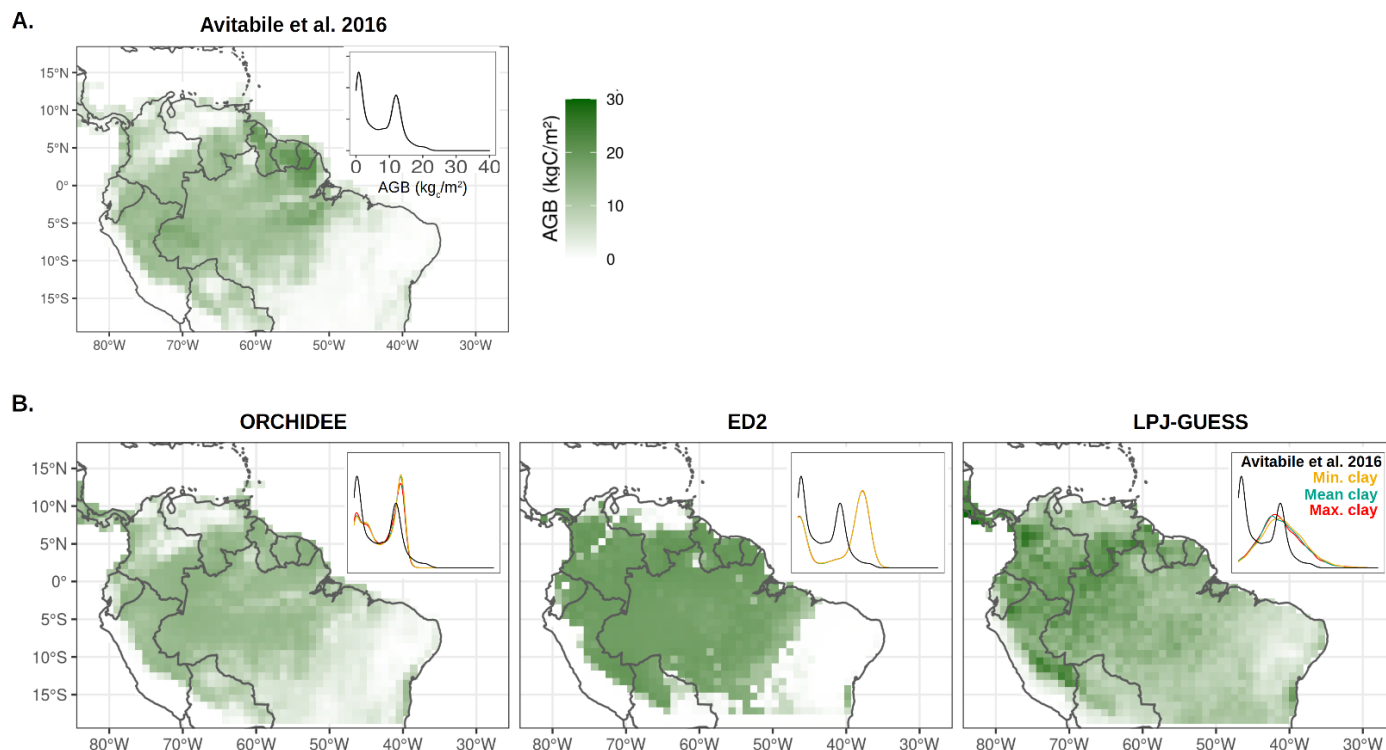 A.
Avitabile et al. 2016
15°N
10°N
5°N
0°
5°S
10°S
15°S
80°W 70°W 60°W 50°W 40°W 30°W
0 10 20 30 40
AGB (kgc/m²)
AGB (kgC/m²)
30
20
10
0
B.
ORCHIDEE
ED2
LPJ-GUESS
15°N
10°N
5°N
0°
5°S
10°S
15°S
Avitabile et al. 2016
Min. clay
Mean clay
Max. clay
80°W 70°W 60°W 50°W 40°W 30°W
80°W 70°W 60°W 50°W 40°W 30°W
80°W 70°W 60°W 50°W 40°W 30°W